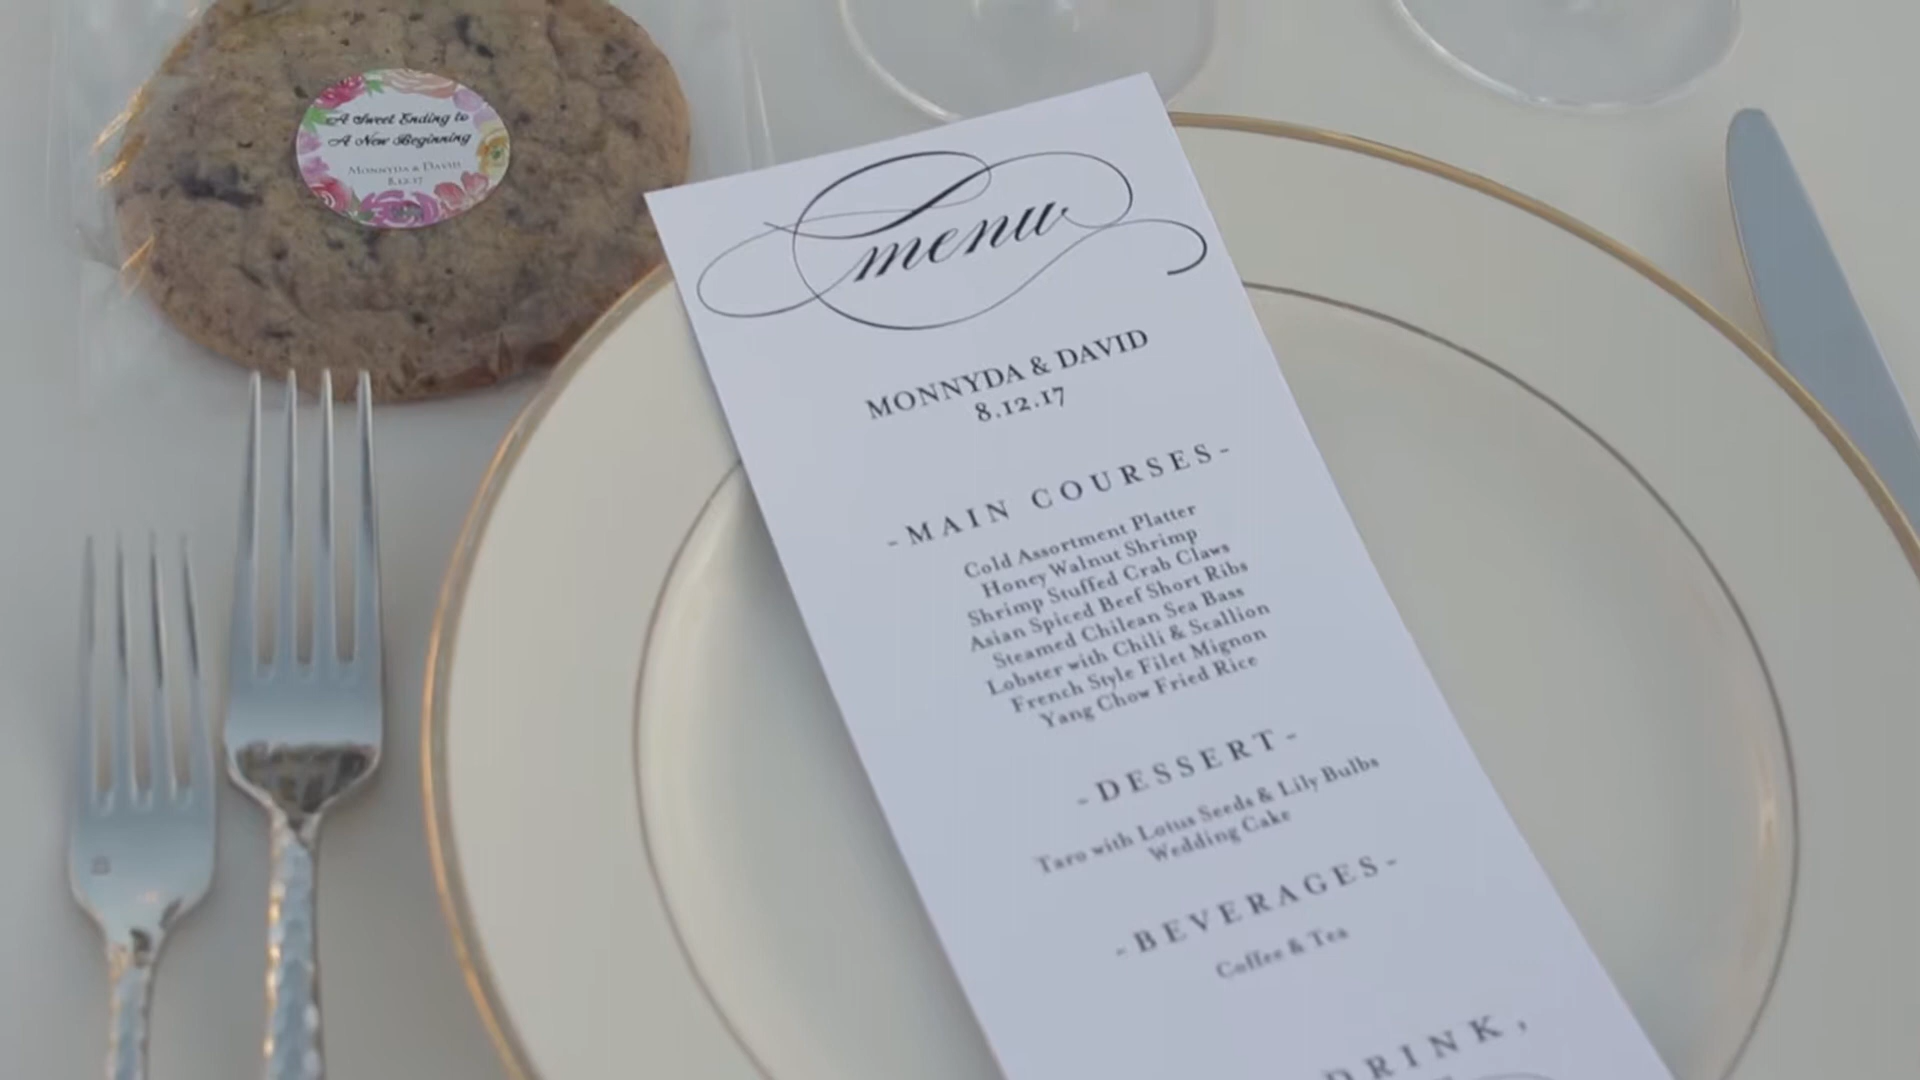 A Sweet Ending to
A New Beginning
Monnyda & David
8.12.17
menu
MONNYDA & DAVID
8.12.17
- MAIN COURSES -
Cold Assortment Platter
Honey Walnut Shrimp
Shrimp Stuffed Crab Claws
Asian Spiced Beef Short Ribs
Steamed Chilean Sea Bass
Lobster with Chili & Scallion
French Style Filet Mignon
Yang Chow Fried Rice
- DESSERT -
Taro with Lotus Seeds & Lily Bulbs
Wedding Cake
- BEVERAGES -
Coffee & Tea
DRINK,